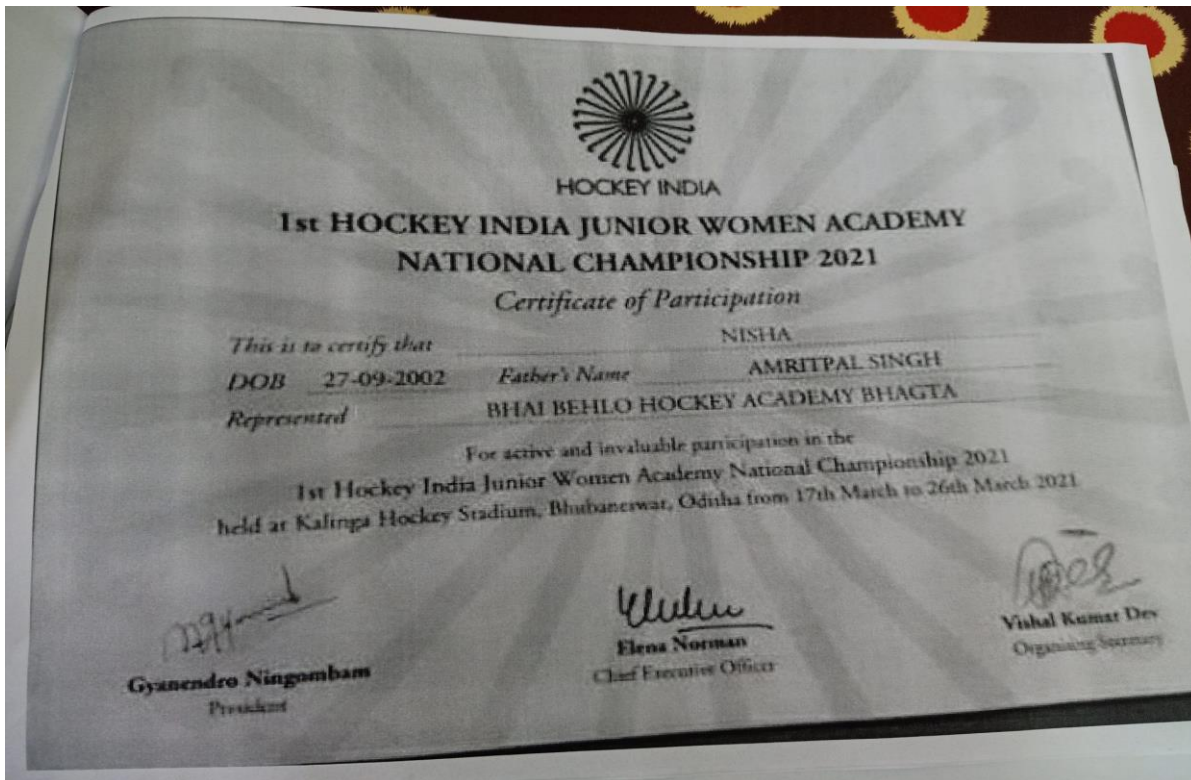 HOCKEY INDIA
1st HOCKEY INDIA JUNIOR WOMEN ACADEMY
NATIONAL CHAMPIONSHIP 2021
Certificate of Participation
This is to certify that NISHA
DOB 27-09-2002 Father's Name AMRITPAL SINGH
Represented BHAI BEHLO HOCKEY ACADEMY BHAGTA
For active and invaluable participation in the
1st Hockey India Junior Women Academy National Championship 2021
held at Kalinga Hockey Stadium, Bhubaneswar, Odisha from 17th March to 26th March 2021
Gyanendro Ningombam
President
Elena Norman
Chief Executive Officer
Vishal Kumar Dev
Organising Secretary